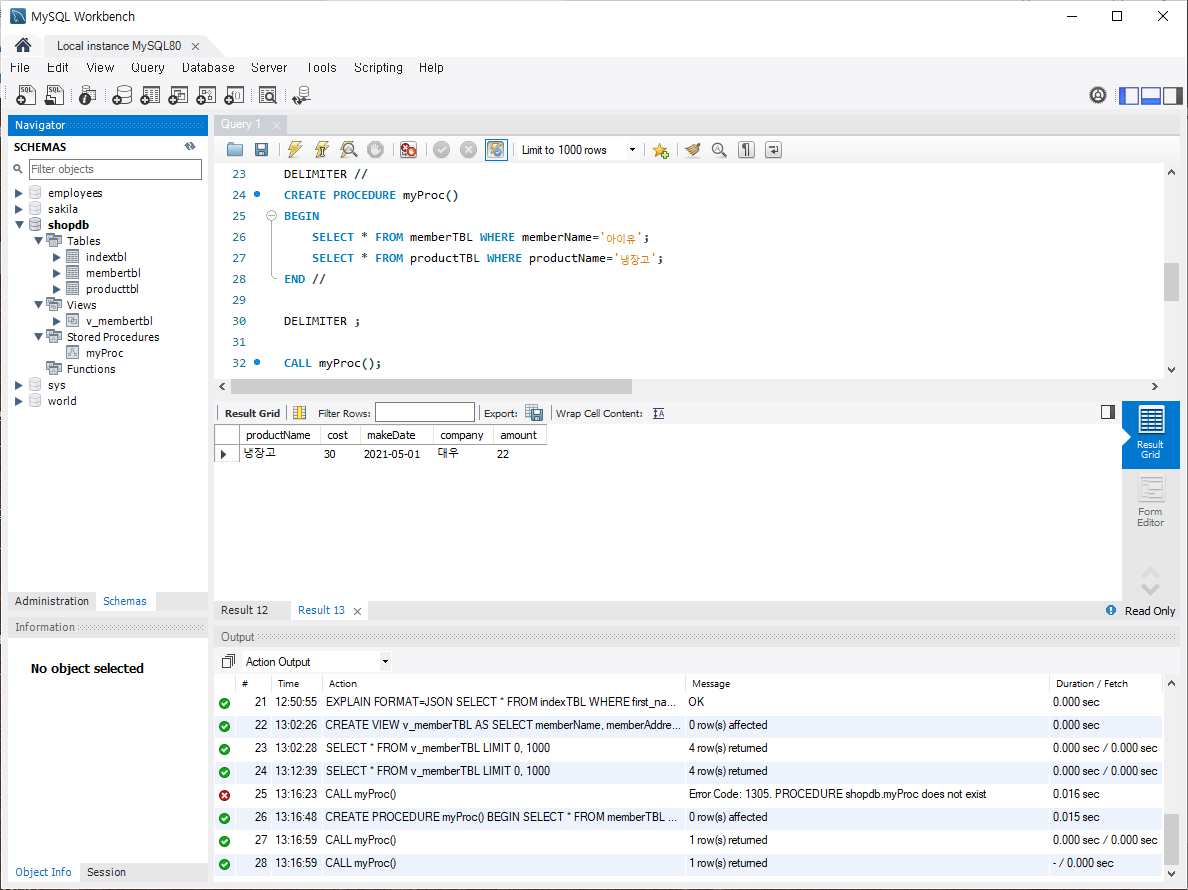 MySQL Workbench
Local instance MySQL80
File Edit View Query Database Server Tools Scripting Help
Navigator
SCHEMAS
Filter objects
employees
sakila
shopdb
Tables
indextbl
membertbl
producttbl
Views
v_membertbl
Stored Procedures
myProc
Functions
sys
world
Administration Schemas
Information
No object selected
Object Info Session
Query 1
Limit to 1000 rows
23 DELIMITER //
24 CREATE PROCEDURE myProc()
25 BEGIN
26 SELECT * FROM memberTBL WHERE memberName='아이유';
27 SELECT * FROM productTBL WHERE productName='냉장고';
28 END //
29
30 DELIMITER ;
31
32 CALL myProc();
Result Grid Filter Rows: Export: Wrap Cell Content:
productName cost makeDate company amount
냉장고 30 2021-05-01 대우 22
Result Grid
Form Editor
Result 12 Result 13 Read Only
Output
Action Output
# Time Action Message Duration / Fetch
21 12:50:55 EXPLAIN FORMAT=JSON SELECT * FROM indexTBL WHERE first_na... OK 0.000 sec
22 13:02:26 CREATE VIEW v_memberTBL AS SELECT memberName, memberAddre... 0 row(s) affected 0.000 sec
23 13:02:28 SELECT * FROM v_memberTBL LIMIT 0, 1000 4 row(s) returned 0.000 sec / 0.000 sec
24 13:12:39 SELECT * FROM v_memberTBL LIMIT 0, 1000 4 row(s) returned 0.000 sec / 0.000 sec
25 13:16:23 CALL myProc() Error Code: 1305. PROCEDURE shopdb.myProc does not exist 0.016 sec
26 13:16:48 CREATE PROCEDURE myProc() BEGIN SELECT * FROM memberTBL ... 0 row(s) affected 0.015 sec
27 13:16:59 CALL myProc() 1 row(s) returned 0.000 sec / 0.000 sec
28 13:16:59 CALL myProc() 1 row(s) returned - / 0.000 sec